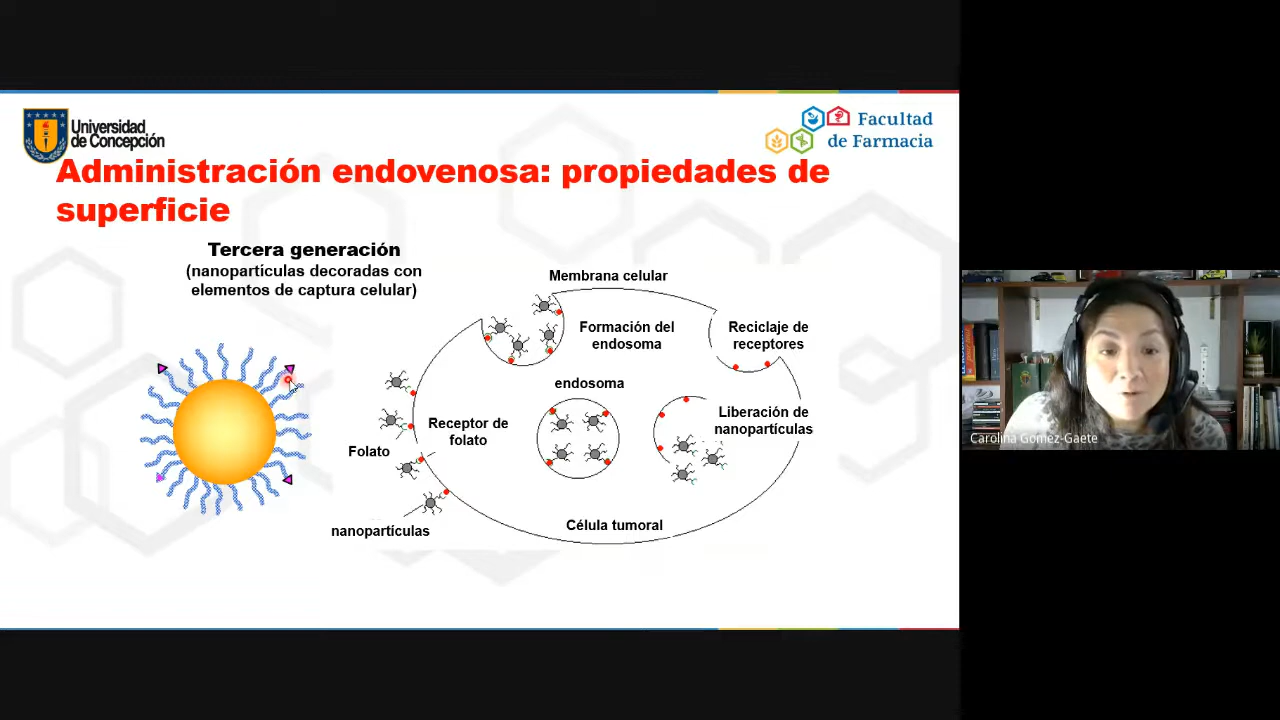 Universidad
de Concepción
Facultad
de Farmacia
Administración endovenosa: propiedades de
superficie
Tercera generación
(nanopartículas decoradas con
elementos de captura celular)
Membrana celular
Formación del
endosoma
Reciclaje de
receptores
endosoma
Receptor de
folato
Liberación de
nanopartículas
Folato
Célula tumoral
nanopartículas
Carolina Gomez-Gaete